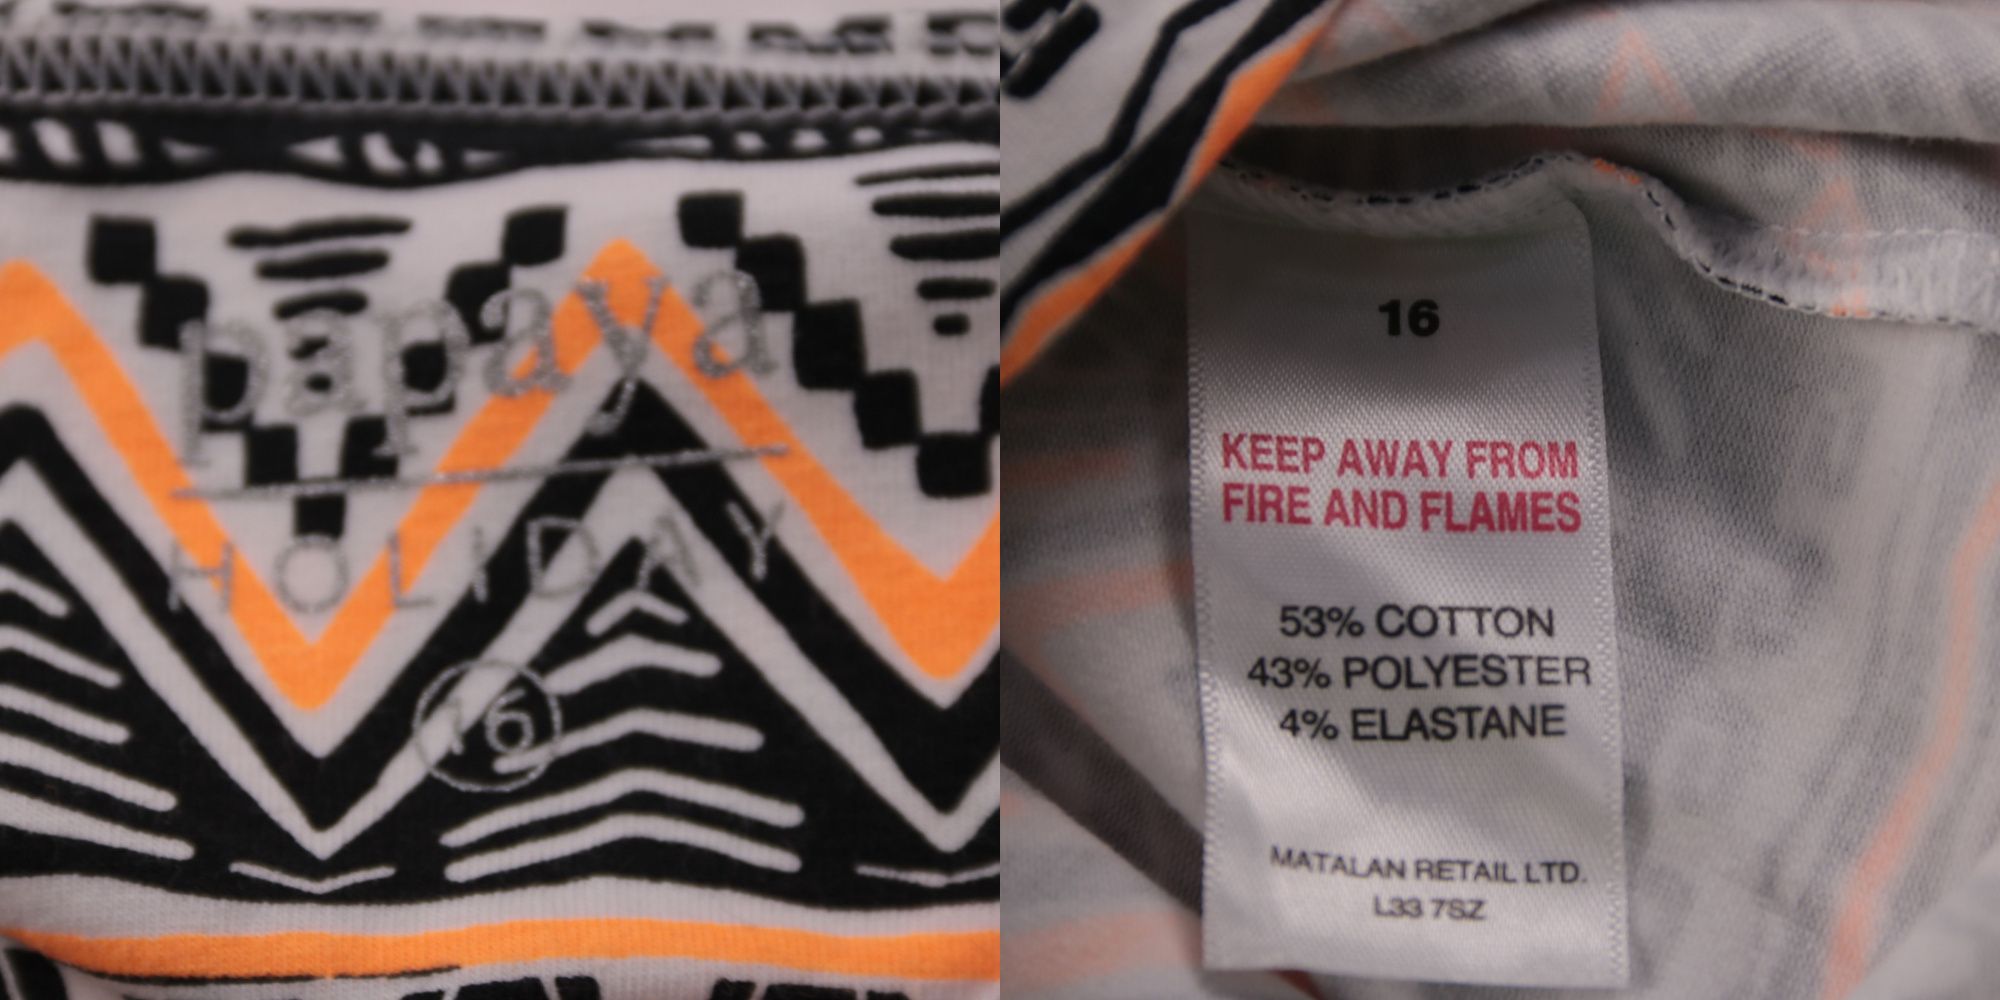 papaya
HOLIDAY
16
16
KEEP AWAY FROM
FIRE AND FLAMES
53% COTTON
43% POLYESTER
4% ELASTANE
MATALAN RETAIL LTD.
L33 7SZ